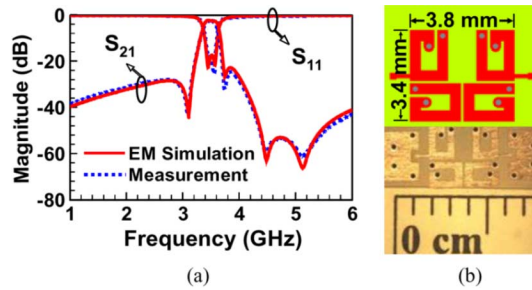 0
-20
-40
-60
-80
Magnitude (dB)
S21
S11
EM Simulation
Measurement
1 2 3 4 5 6
Frequency (GHz)
(a)
3.8 mm
3.4 mm
0 cm
(b)